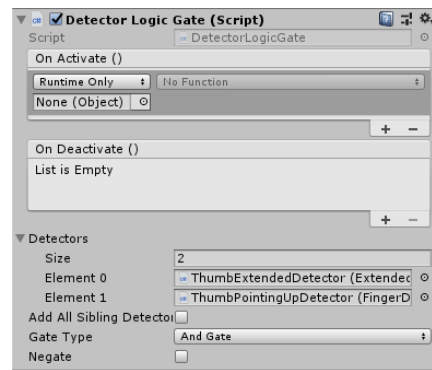 Detector Logic Gate (Script)
Script DetectorLogicGate
On Activate ()
Runtime Only No Function
None (Object)
+ −
On Deactivate ()
List is Empty
+ −
Detectors
Size 2
Element 0 ThumbExtendedDetector (Extended
Element 1 ThumbPointingUpDetector (FingerD
Add All Sibling Detector
Gate Type And Gate
Negate